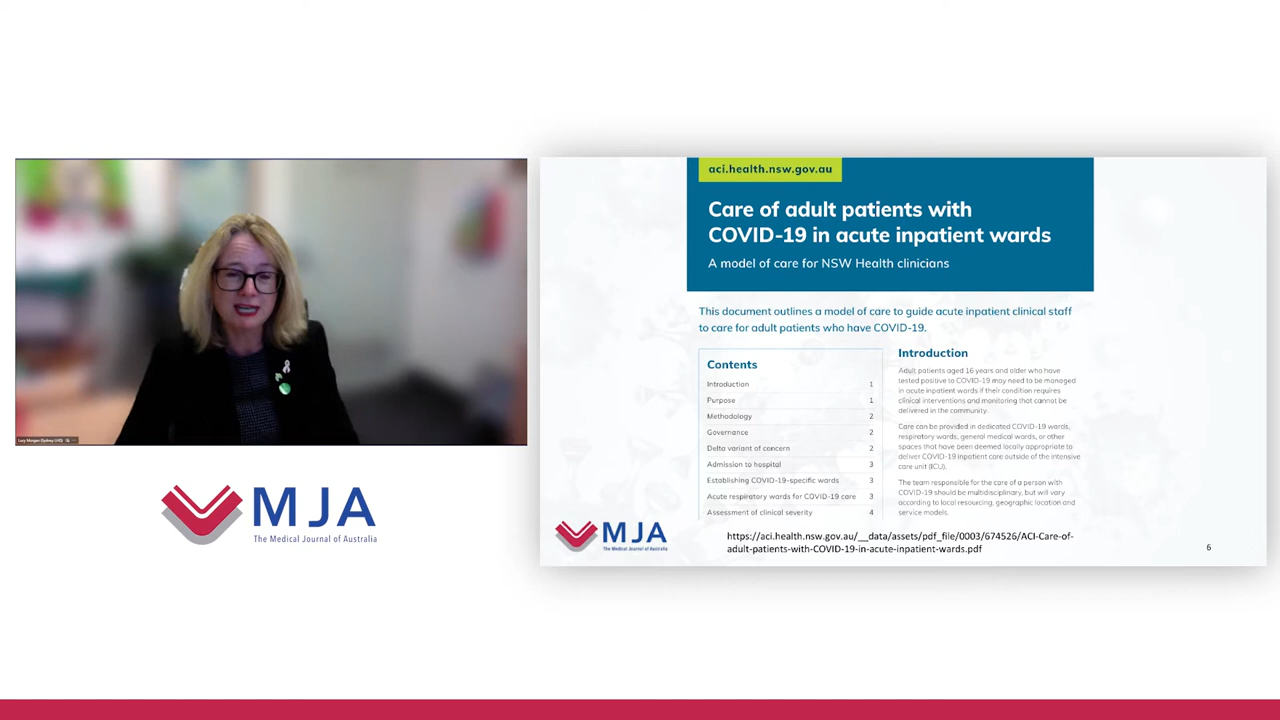 Lucy Morgan (Sydney LHD)
MJA
The Medical Journal of Australia
aci.health.nsw.gov.au
Care of adult patients with
COVID-19 in acute inpatient wards
A model of care for NSW Health clinicians
This document outlines a model of care to guide acute inpatient clinical staff
to care for adult patients who have COVID-19.
Contents
Introduction 1
Purpose 1
Methodology 2
Governance 2
Delta variant of concern 2
Admission to hospital 3
Establishing COVID-19-specific wards 3
Acute respiratory wards for COVID-19 care 3
Assessment of clinical severity 4
Introduction
Adult patients aged 16 years and older who have
tested positive to COVID-19 may need to be managed
in acute inpatient wards if their condition requires
clinical interventions and monitoring that cannot be
delivered in the community.
Care can be provided in dedicated COVID-19 wards,
respiratory wards, general medical wards, or other
spaces that have been deemed locally appropriate to
deliver COVID-19 inpatient care outside of the intensive
care unit (ICU).
The team responsible for the care of a person with
COVID-19 should be multidisciplinary, but will vary
according to local resourcing, geographic location and
service models.
MJA
The Medical Journal of Australia
https://aci.health.nsw.gov.au/__data/assets/pdf_file/0003/674526/ACI-Care-of-
adult-patients-with-COVID-19-in-acute-inpatient-wards.pdf
6